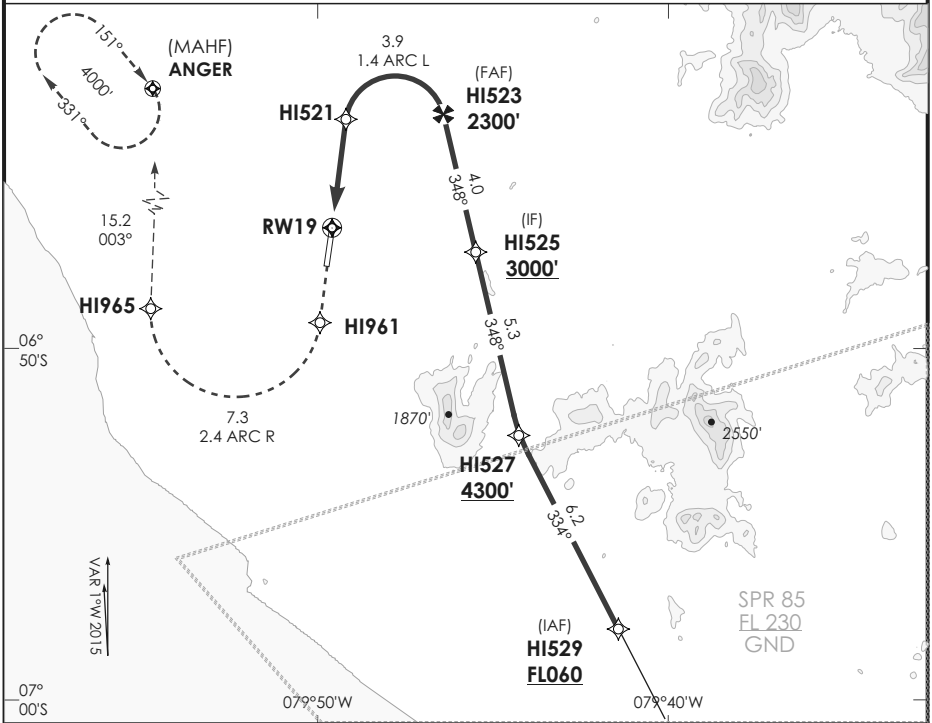 3.9
1.4 ARC L
151°
(MAHF)
ANGER
4000'
331°
(FAF)
HI523
2300'
HI521
4.0
348°
15.2
003°
RW19
(IF)
HI525
3000'
HI965
HI961
5.3
348°
06°
50'S
1870'
2550'
7.3
2.4 ARC R
HI527
4300'
6.2
334°
VAR 1°W 2015
SPR 85
FL 230
GND
(IAF)
HI529
FL060
07°
00'S
079°50'W
079°40'W